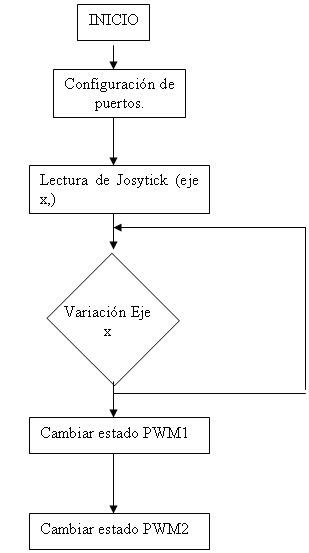 INICIO
Configuración de
puertos.
Lectura de Josytick (eje
x,)
Variación Eje
x
Cambiar estado PWM1
Cambiar estado PWM2